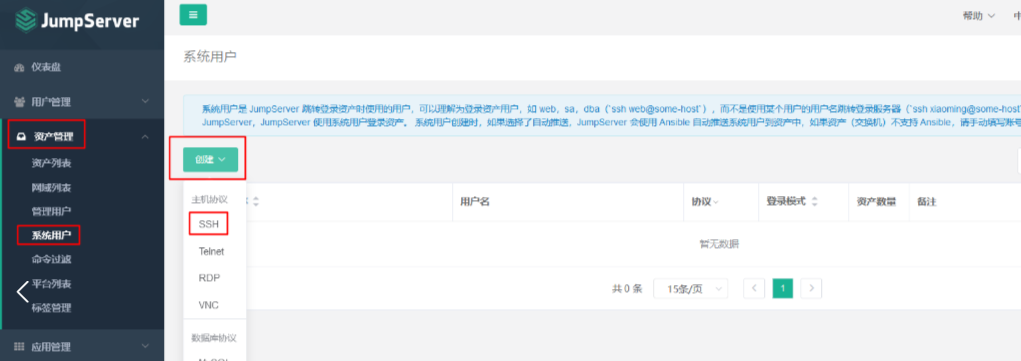 JumpServer
帮助
中
仪表盘
系统用户
用户管理
系统用户是 JumpServer 跳转登录资产时使用的用户，可以理解为登录资产用户，如 web，sa，dba（`ssh web@some-host`），而不是使用某个用户的用户名跳转登录服务器（`ssh xiaoming@some-host`
JumpServer，JumpServer 使用系统用户登录资产。 系统用户创建时，如果选择了自动推送，JumpServer 会使用 Ansible 自动推送系统用户到资产中，如果资产（交换机）不支持 Ansible，请手动填写账号
资产管理
资产列表
创建
网域列表
主机协议
用户名
协议
登录模式
资产数量
备注
管理用户
SSH
系统用户
暂无数据
Telnet
命令过滤
RDP
平台列表
共 0 条
15条/页
1
标签管理
VNC
数据库协议
应用管理